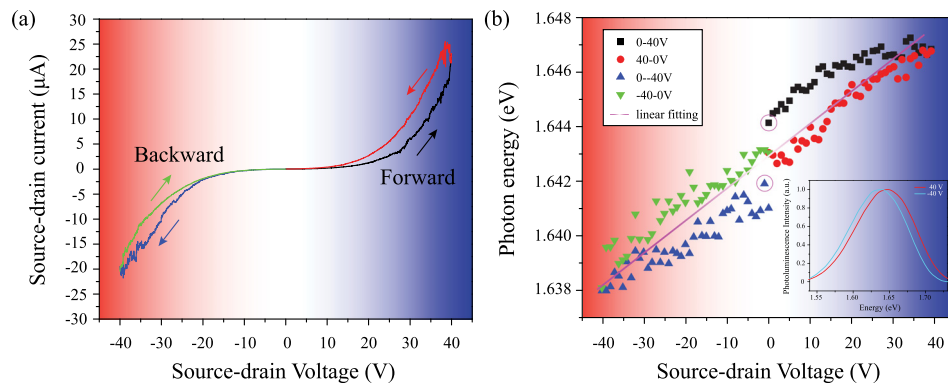 (a)
30
25
20
15
10
5
0
-5
-10
-15
-20
25
30
Source-drain current (μA)
Backward
Forward
-40 -30 -20 -10 0 10 20 30 40
Source-drain Voltage (V)
(b)
1.648
1.646
1.644
1.642
1.640
1.638
Photon energy (eV)
0-40V
40-0V
0--40V
-40-0V
linear fitting
Photoluminescence Intensity (a.u.)
1.0
0.8
0.6
0.4
0.2
0
40 V
-40 V
1.54 1.60 1.65 1.70
Energy (eV)
-40 -30 -20 -10 0 10 20 30 40
Source-drain Voltage (V)